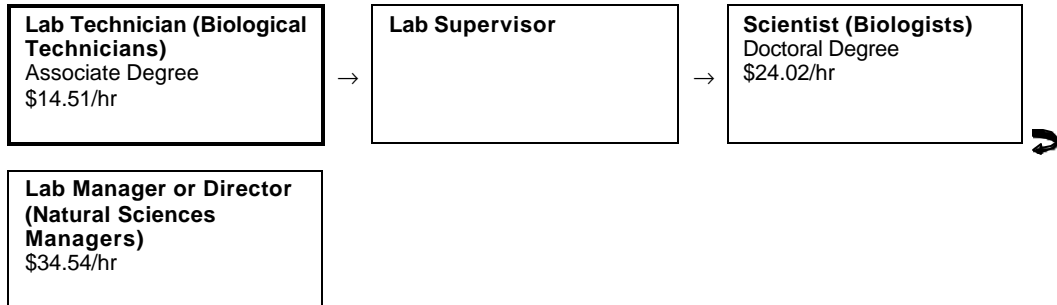 Lab Technician (Biological
Technicians)
Associate Degree
$14.51/hr
→
Lab Supervisor
→
Scientist (Biologists)
Doctoral Degree
$24.02/hr
Lab Manager or Director
(Natural Sciences
Managers)
$34.54/hr